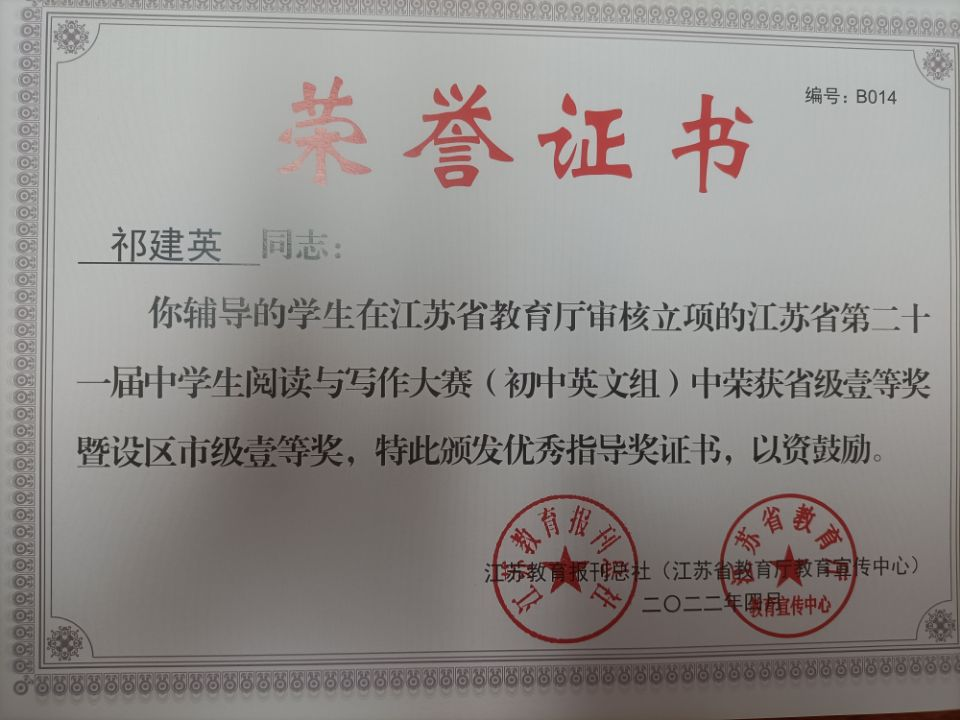 荣誉证书
编号：B014
祁建英 同志：
你辅导的学生在江苏省教育厅审核立项的江苏省第二十
一届中学生阅读与写作大赛（初中英文组）中荣获省级壹等奖
暨设区市级壹等奖，特此颁发优秀指导奖证书，以资鼓励。
江苏教育报刊总社
江苏省教育厅
教育宣传中心
江苏教育报刊总社（江苏省教育厅教育宣传中心）
二〇二二年四月